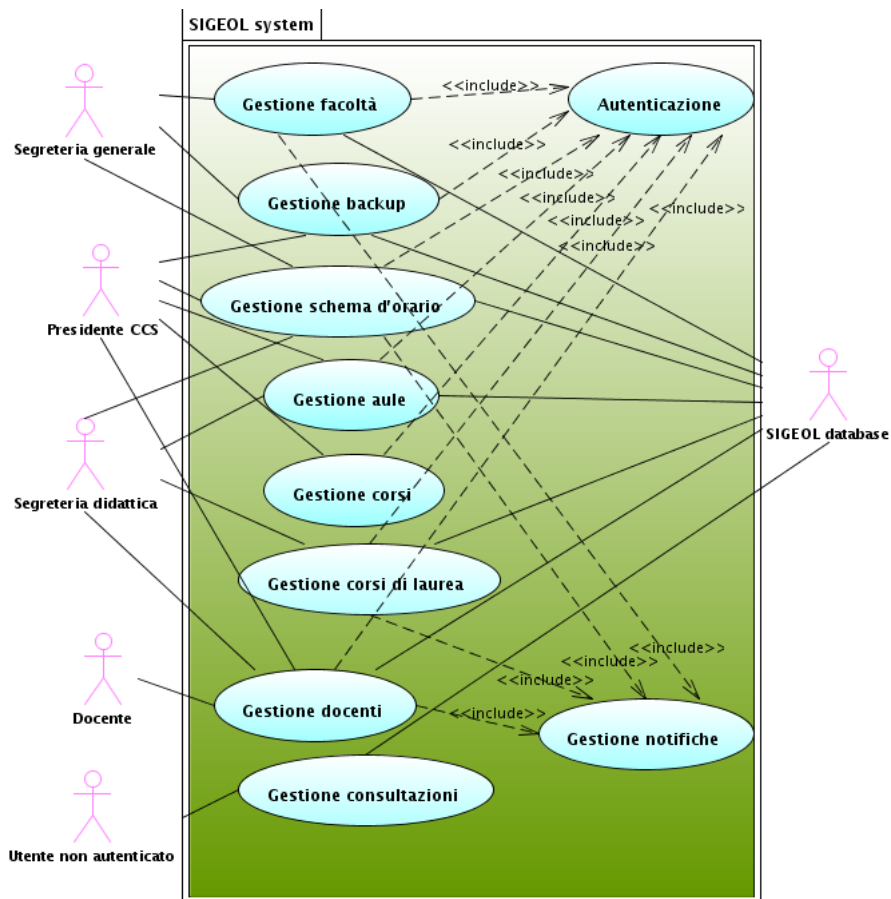 SIGEOL system
Gestione facoltà
<<include>>
Autenticazione
Segreteria generale
<<include>>
<<include>>
Gestione backup
<<include>>
<<include>>
<<include>>
<<include>>
Gestione schema d'orario
Presidente CCS
Gestione aule
SIGEOL database
Gestione corsi
Segreteria didattica
Gestione corsi di laurea
<<include>>
<<include>>
<<include>>
Docente
Gestione docenti
<<include>>
Gestione notifiche
Gestione consultazioni
Utente non autenticato